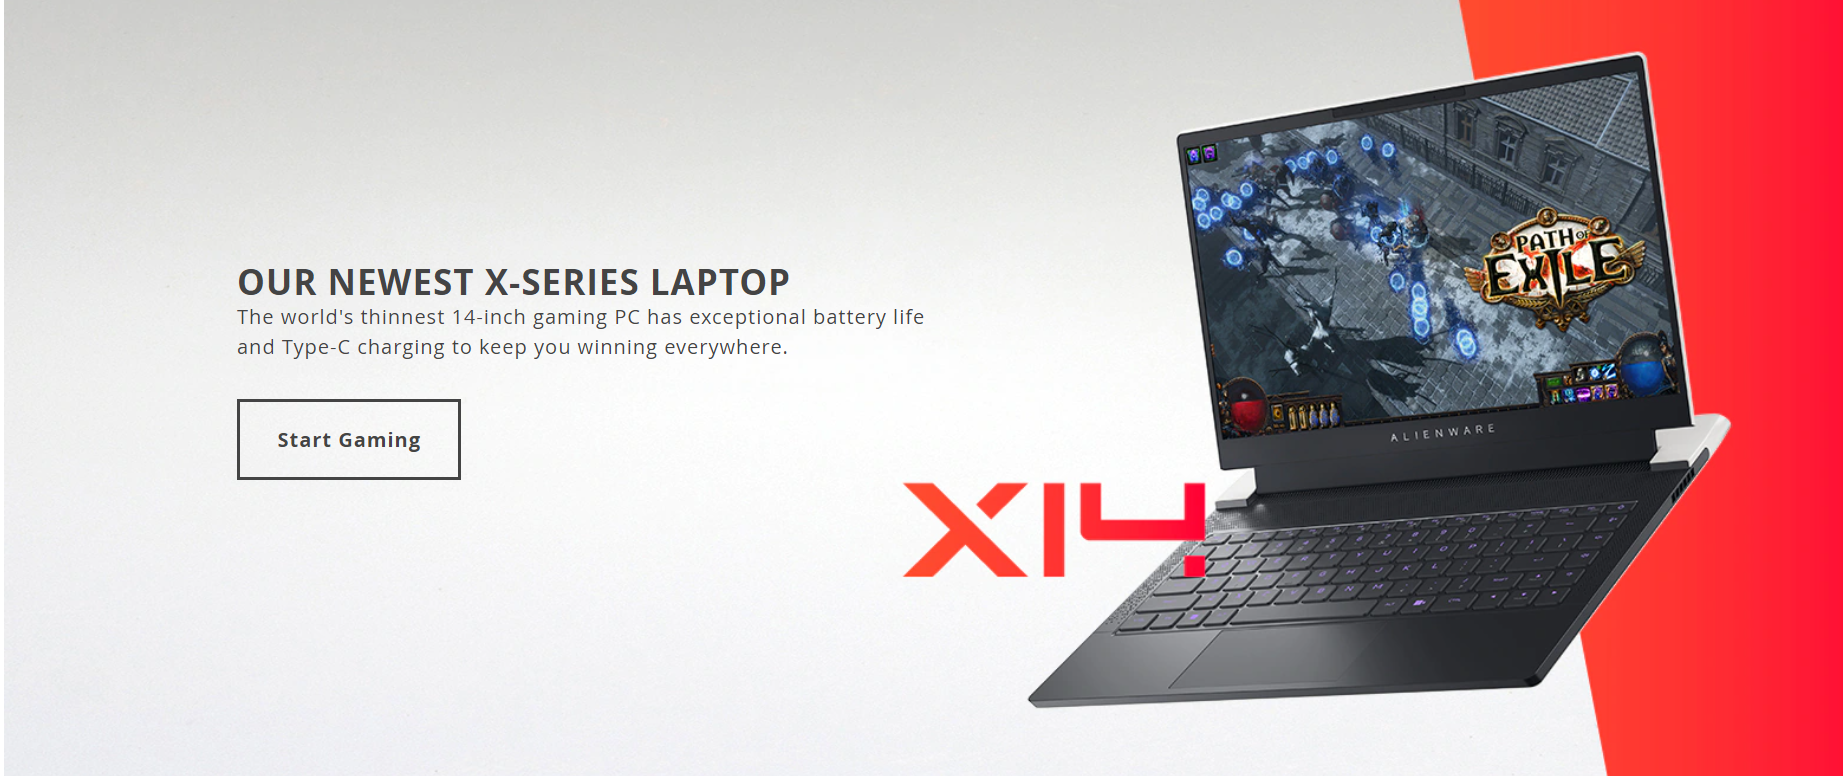 OUR NEWEST X-SERIES LAPTOP
The world's thinnest 14-inch gaming PC has exceptional battery life
and Type-C charging to keep you winning everywhere.
Start Gaming
X14
PATH OF
EXILE
ALIENWARE